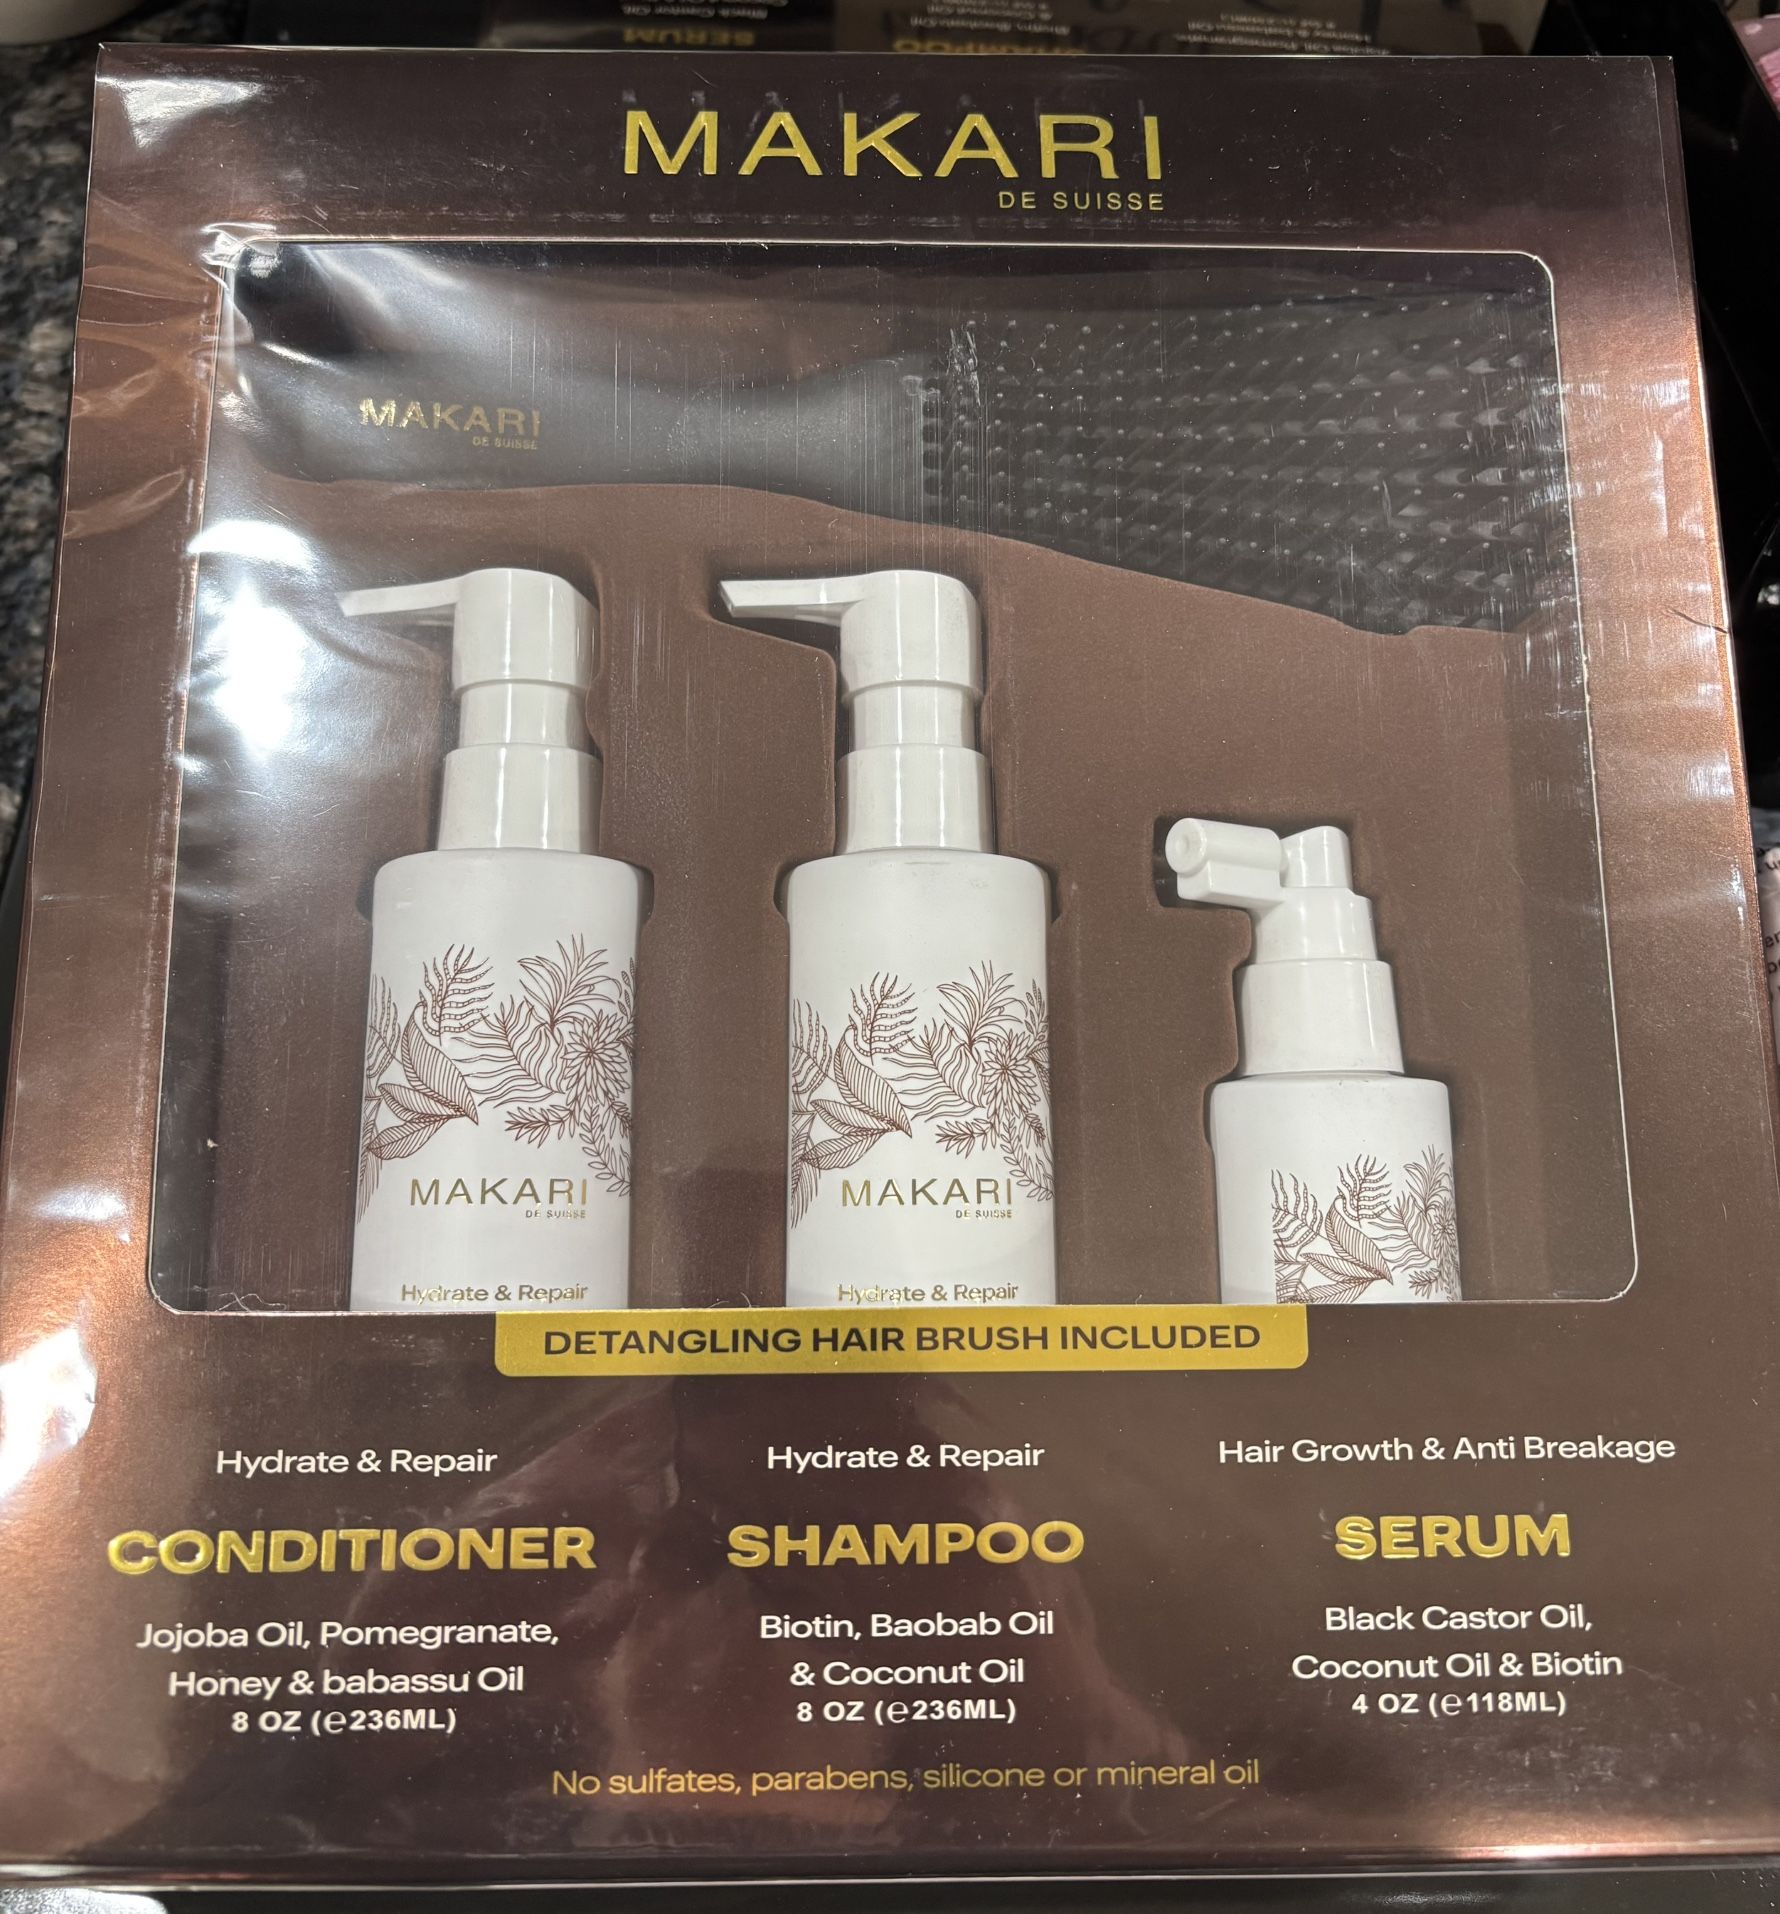 MAKARI
DE SUISSE
MAKARI
DE SUISSE
MAKARI
DE SUISSE
Hydrate & Repair
MAKARI
DE SUISSE
Hydrate & Repair
DETANGLING HAIR BRUSH INCLUDED
Hydrate & Repair
CONDITIONER
Jojoba Oil, Pomegranate,
Honey & babassu Oil
8 OZ (℮236ML)
Hydrate & Repair
SHAMPOO
Biotin, Baobab Oil
& Coconut Oil
8 OZ (℮236ML)
Hair Growth & Anti Breakage
SERUM
Black Castor Oil,
Coconut Oil & Biotin
4 OZ (℮118ML)
No sulfates, parabens, silicone or mineral oil